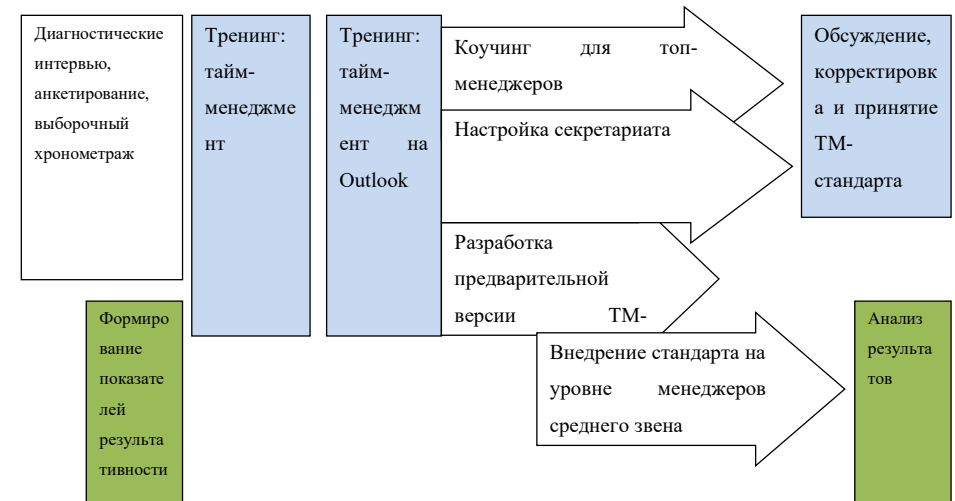 Диагностические
интервью,
анкетирование,
выборочный
хронометраж
Тренинг:
тайм-
менеджме
нт
Тренинг:
тайм-
менеджм
ент на
Outlook
Коучинг для топ-
менеджеров
Настройка секретариата
Разработка
предварительной
версии ТМ-
Обсуждение,
корректировк
а и принятие
ТМ-
стандарта
Формиро
вание
показате
лей
результа
тивности
Внедрение стандарта на
уровне менеджеров
среднего звена
Анализ
результа
тов